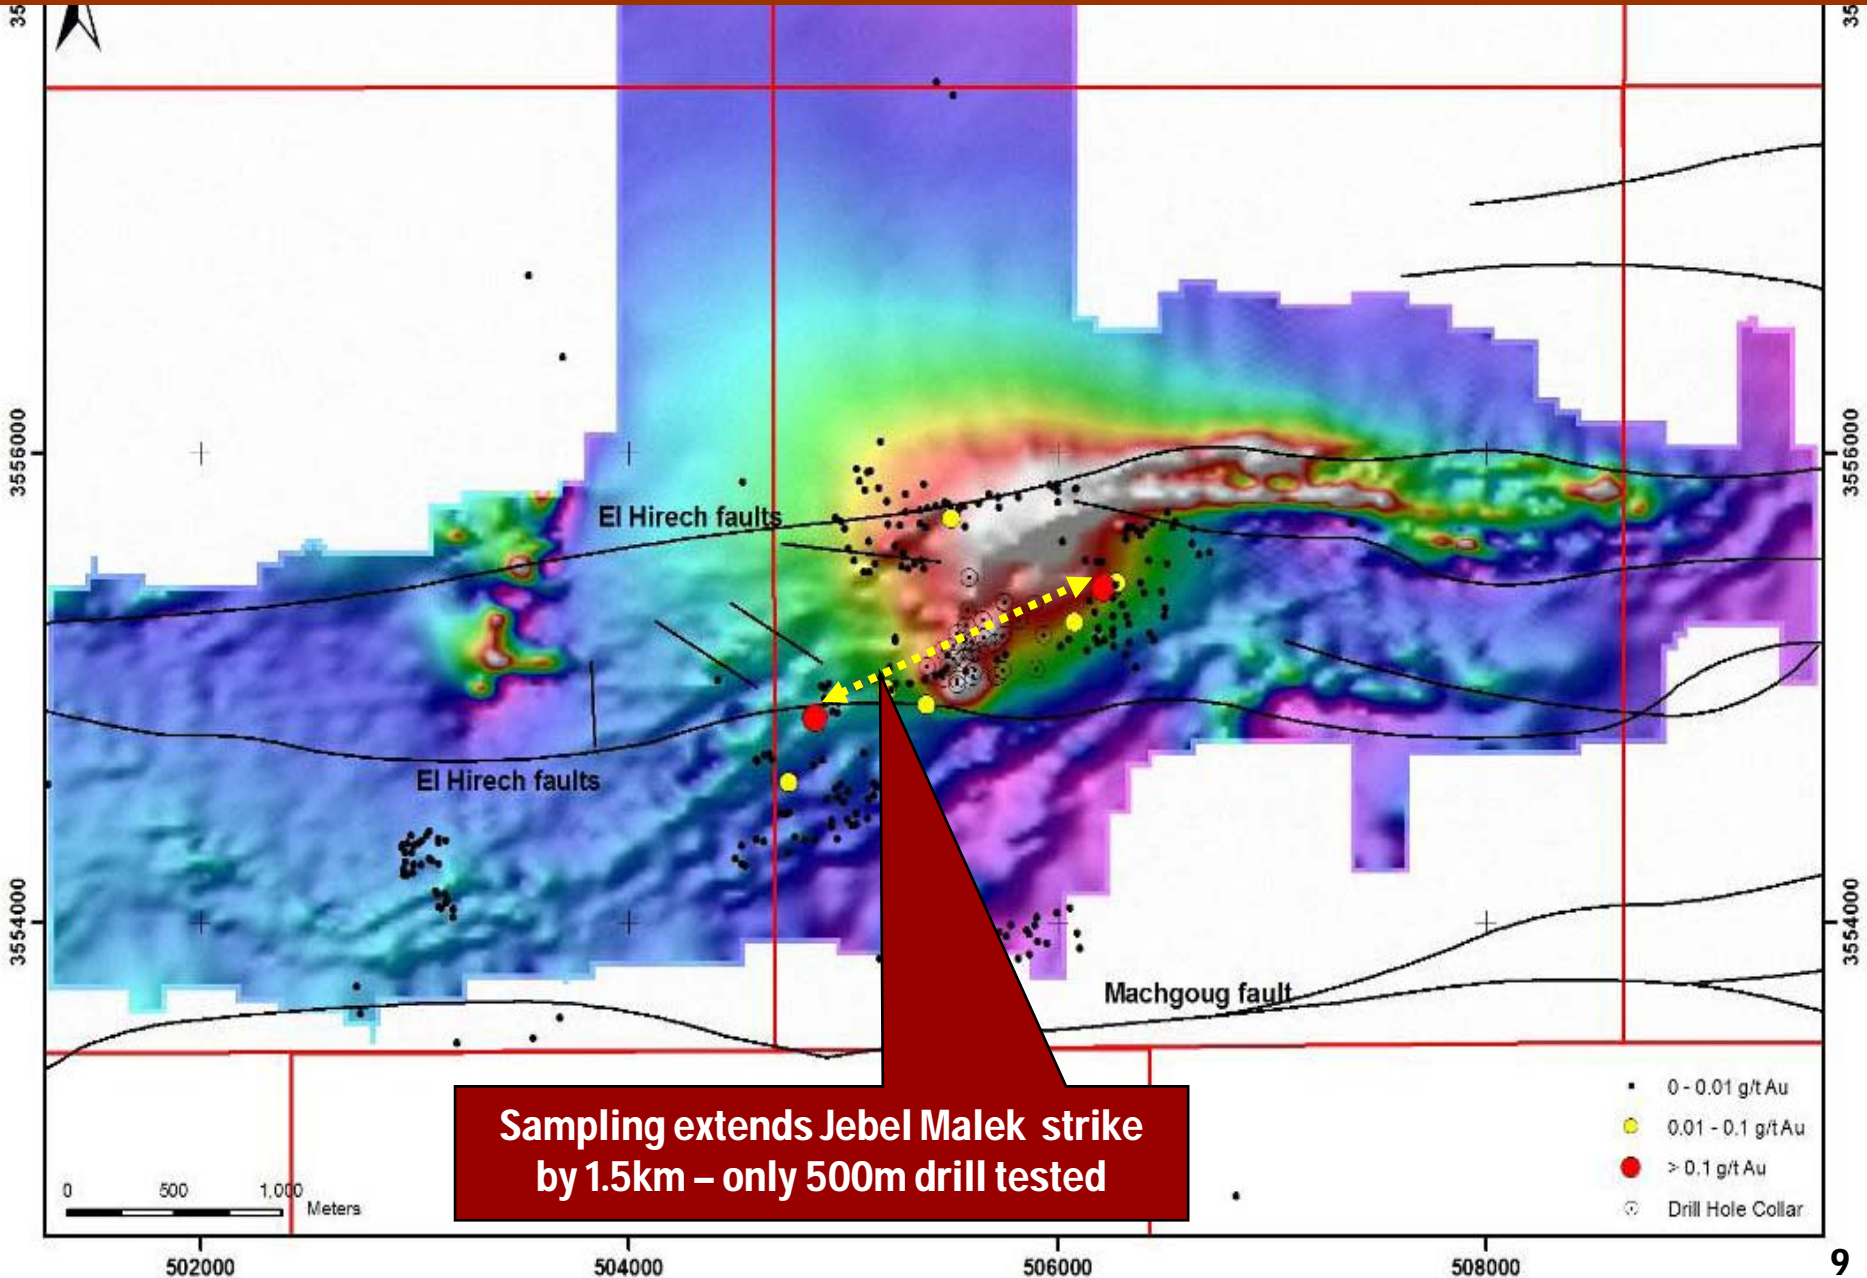 35
35
3556000
3556000
El Hirech faults
El Hirech faults
3554000
3554000
Machgoug fault
Sampling extends Jebel Malek strike
by 1.5km – only 500m drill tested
0 - 0.01 g/t Au
0.01 - 0.1 g/t Au
> 0.1 g/t Au
Drill Hole Collar
0 500 1,000
Meters
502000 504000 506000 508000
9